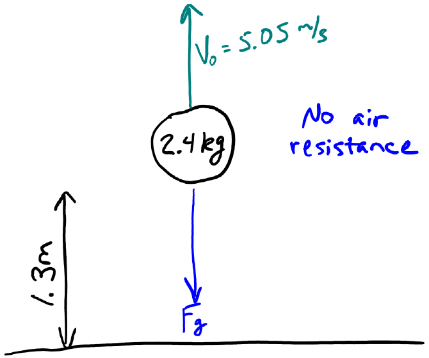 V₀ = 5.05 m/s
2.4 kg
No air
resistance
1.3m
Fg